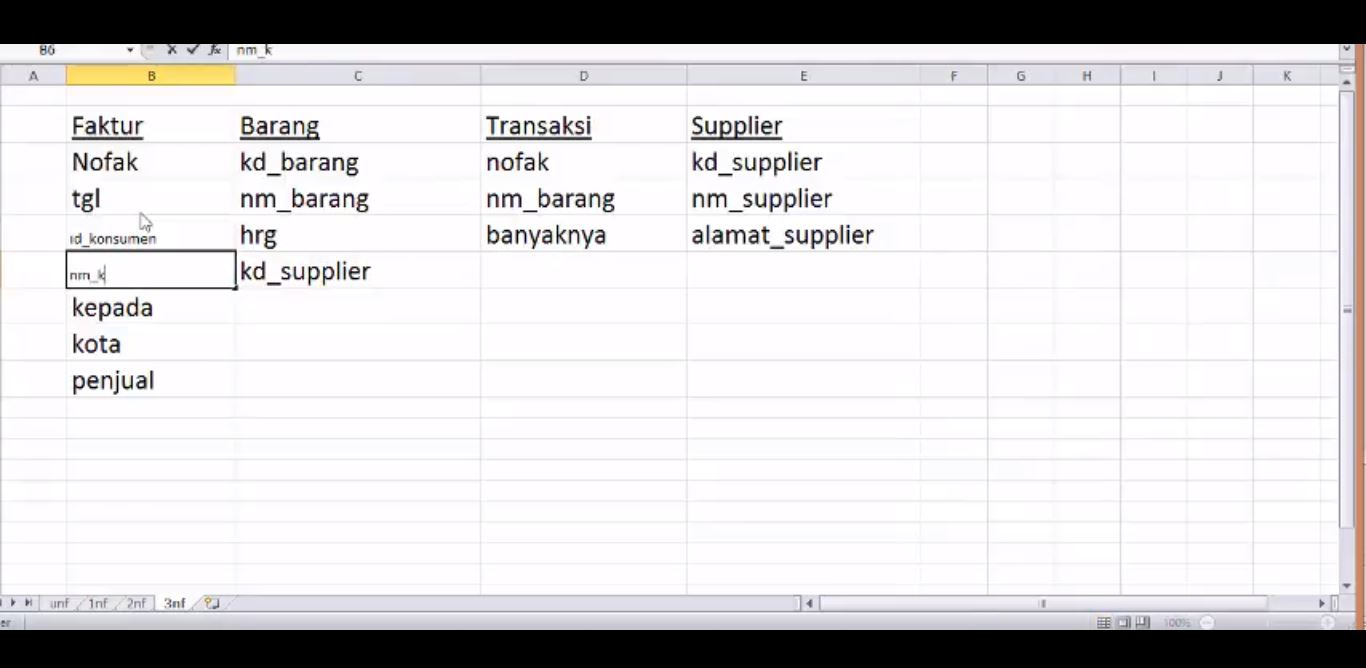 B6 fx nm_k
A B C D E F G H I J K
Faktur Barang Transaksi Supplier
Nofak kd_barang nofak kd_supplier
tgl nm_barang nm_barang nm_supplier
id_konsumen hrg banyaknya alamat_supplier
nm_k kd_supplier
kepada
kota
penjual
unf 1nf 2nf 3nf
er 100%